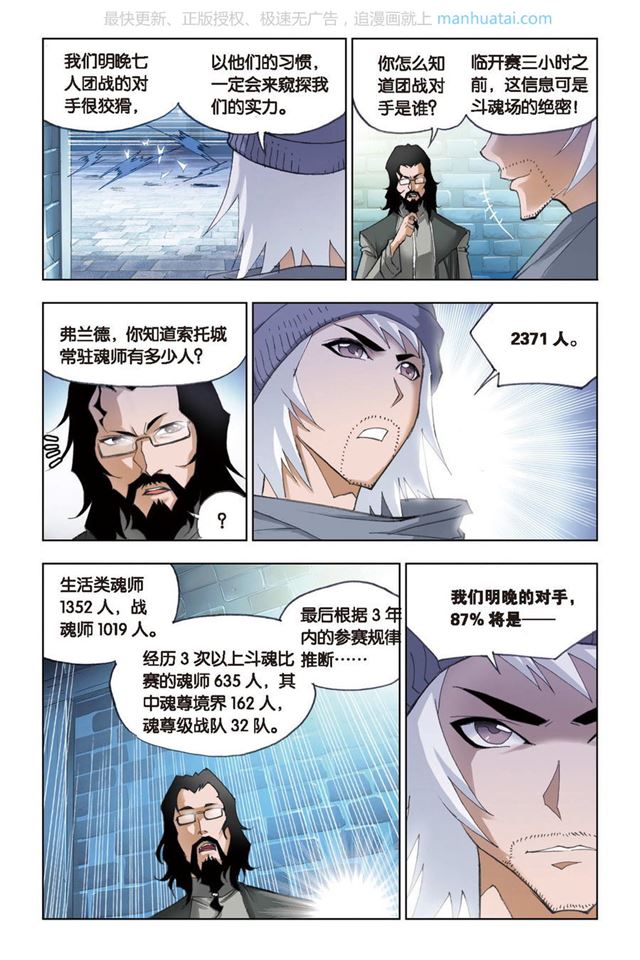 最快更新、正版授权、极速无广告，追漫画就上 manhuatai.com
我们明晚七
人团战的对
手很狡猾，
以他们的习惯，
一定会来窥探我
们的实力。
你怎么知
道团战对
手是谁？
临开赛三小时之
前，这信息可是
斗魂场的绝密！
弗兰德，你知道索托城
常驻魂师有多少人？
？
2371 人。
生活类魂师
1352 人，战
魂师 1019 人。
经历 3 次以上斗魂比
赛的魂师 635 人，其
中魂尊境界 162 人，
魂尊级战队 32 队。
最后根据 3 年
内的参赛规律
推断……
我们明晚的对手，
87% 将是——